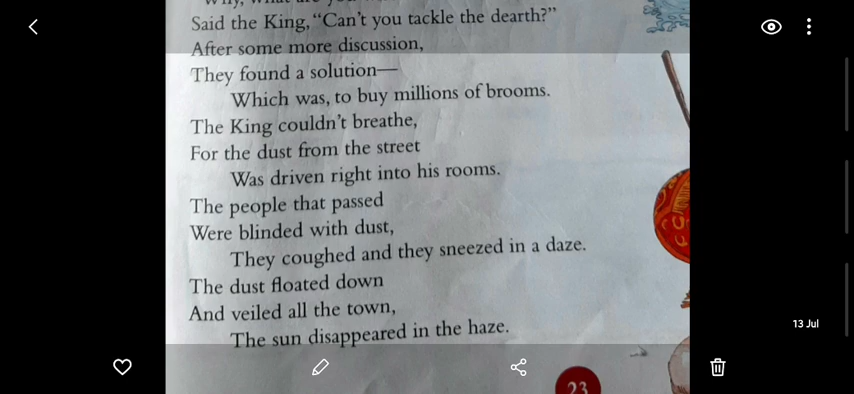 Said the King, “Can’t you tackle the dearth?”
After some more discussion,
They found a solution—
Which was, to buy millions of brooms.
The King couldn’t breathe,
For the dust from the street
Was driven right into his rooms.
The people that passed
Were blinded with dust,
They coughed and they sneezed in a daze.
The dust floated down
And veiled all the town,
The sun disappeared in the haze.
13 Jul
23